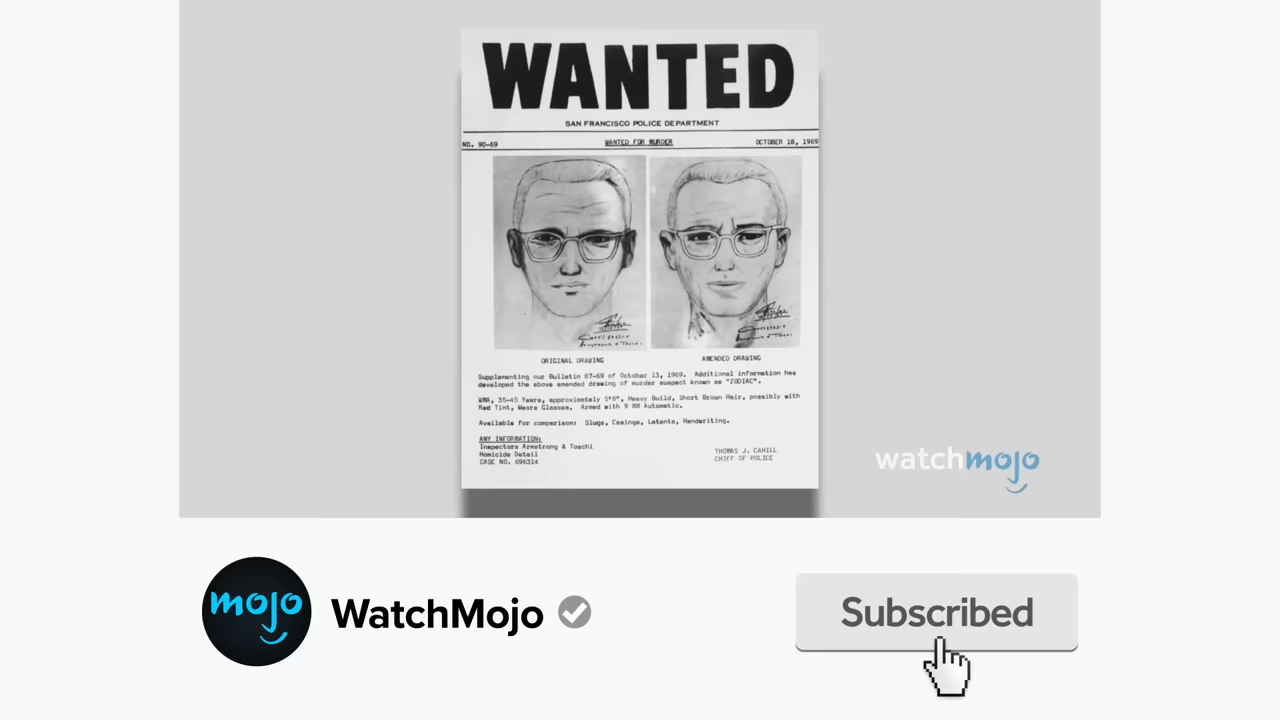 WANTED
SAN FRANCISCO POLICE DEPARTMENT
NO. 90-69 WANTED FOR MURDER OCTOBER 18, 1969
ORIGINAL DRAWING AMENDED DRAWING
Supplementing our Bulletin 87-69 of October 13, 1969. Additional information has
developed the above amended drawing of murder suspect known as "ZODIAC".
WMA, 35-45 Years, approximately 5'8", Heavy Build, Short Brown Hair, possibly with
Red Tint, Wears Glasses. Armed with 9 MM Automatic.
Available for comparison: Slugs, Casings, Latents, Handwriting.
ANY INFORMATION:
Inspectors Armstrong & Toschi
Homicide Detail
CASE NO. 696314
THOMAS J. CAHILL
CHIEF OF POLICE
watchmojo
mojo
WatchMojo
Subscribed